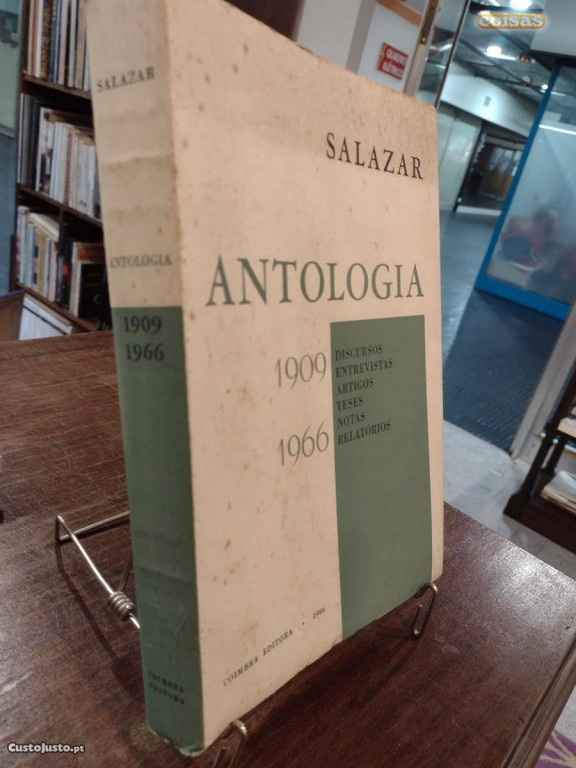 coisas
SALAZAR
ANTOLOGIA
1909
1966
COIMBRA
EDITORA
SALAZAR
ANTOLOGIA
1909
1966
DISCURSOS
ENTREVISTAS
ARTIGOS
TESES
NOTAS
RELATÓRIOS
COIMBRA EDITORA · 1966
CustoJusto.pt